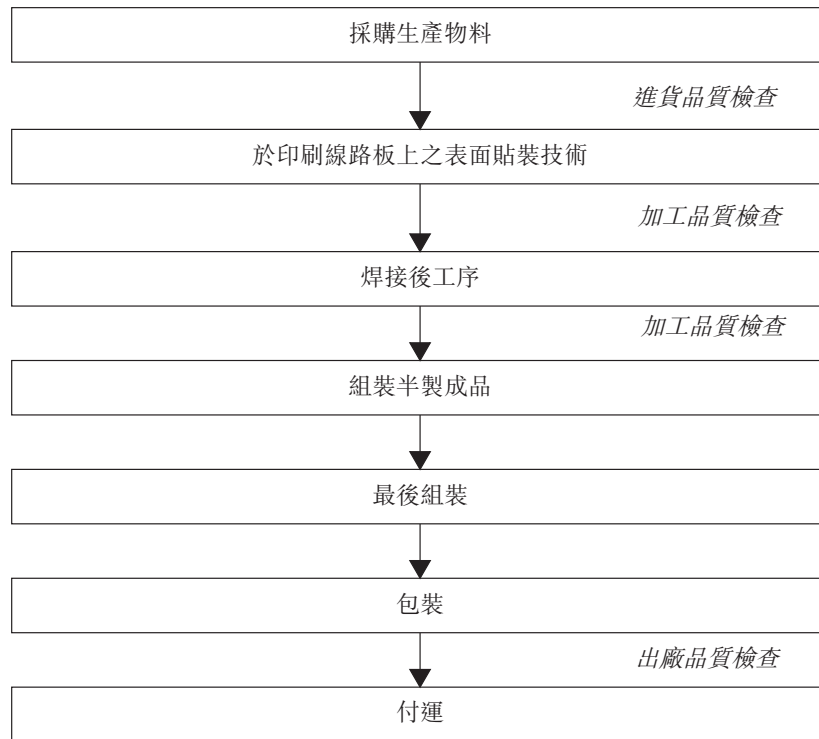 採購生產物料
進貨品質檢查
於印刷線路板上之表面貼裝技術
加工品質檢查
焊接後工序
加工品質檢查
組裝半製成品
最後組裝
包裝
出廠品質檢查
付運